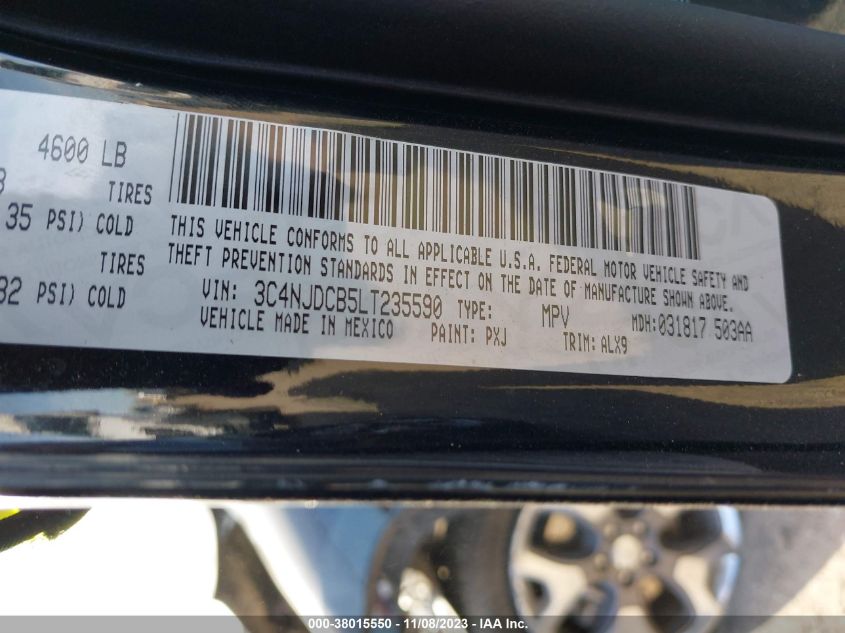 4600 LB
TIRES
35 PSI) COLD
TIRES
32 PSI) COLD
THIS VEHICLE CONFORMS TO ALL APPLICABLE U.S.A. FEDERAL MOTOR VEHICLE SAFETY AND
THEFT PREVENTION STANDARDS IN EFFECT ON THE DATE OF MANUFACTURE SHOWN ABOVE.
VIN: 3C4NJDCB5LT235590 TYPE: MPV MDH:031817 503AA
VEHICLE MADE IN MEXICO PAINT: PXJ TRIM: ALX9
000-38015550 - 11/08/2023 - IAA Inc.